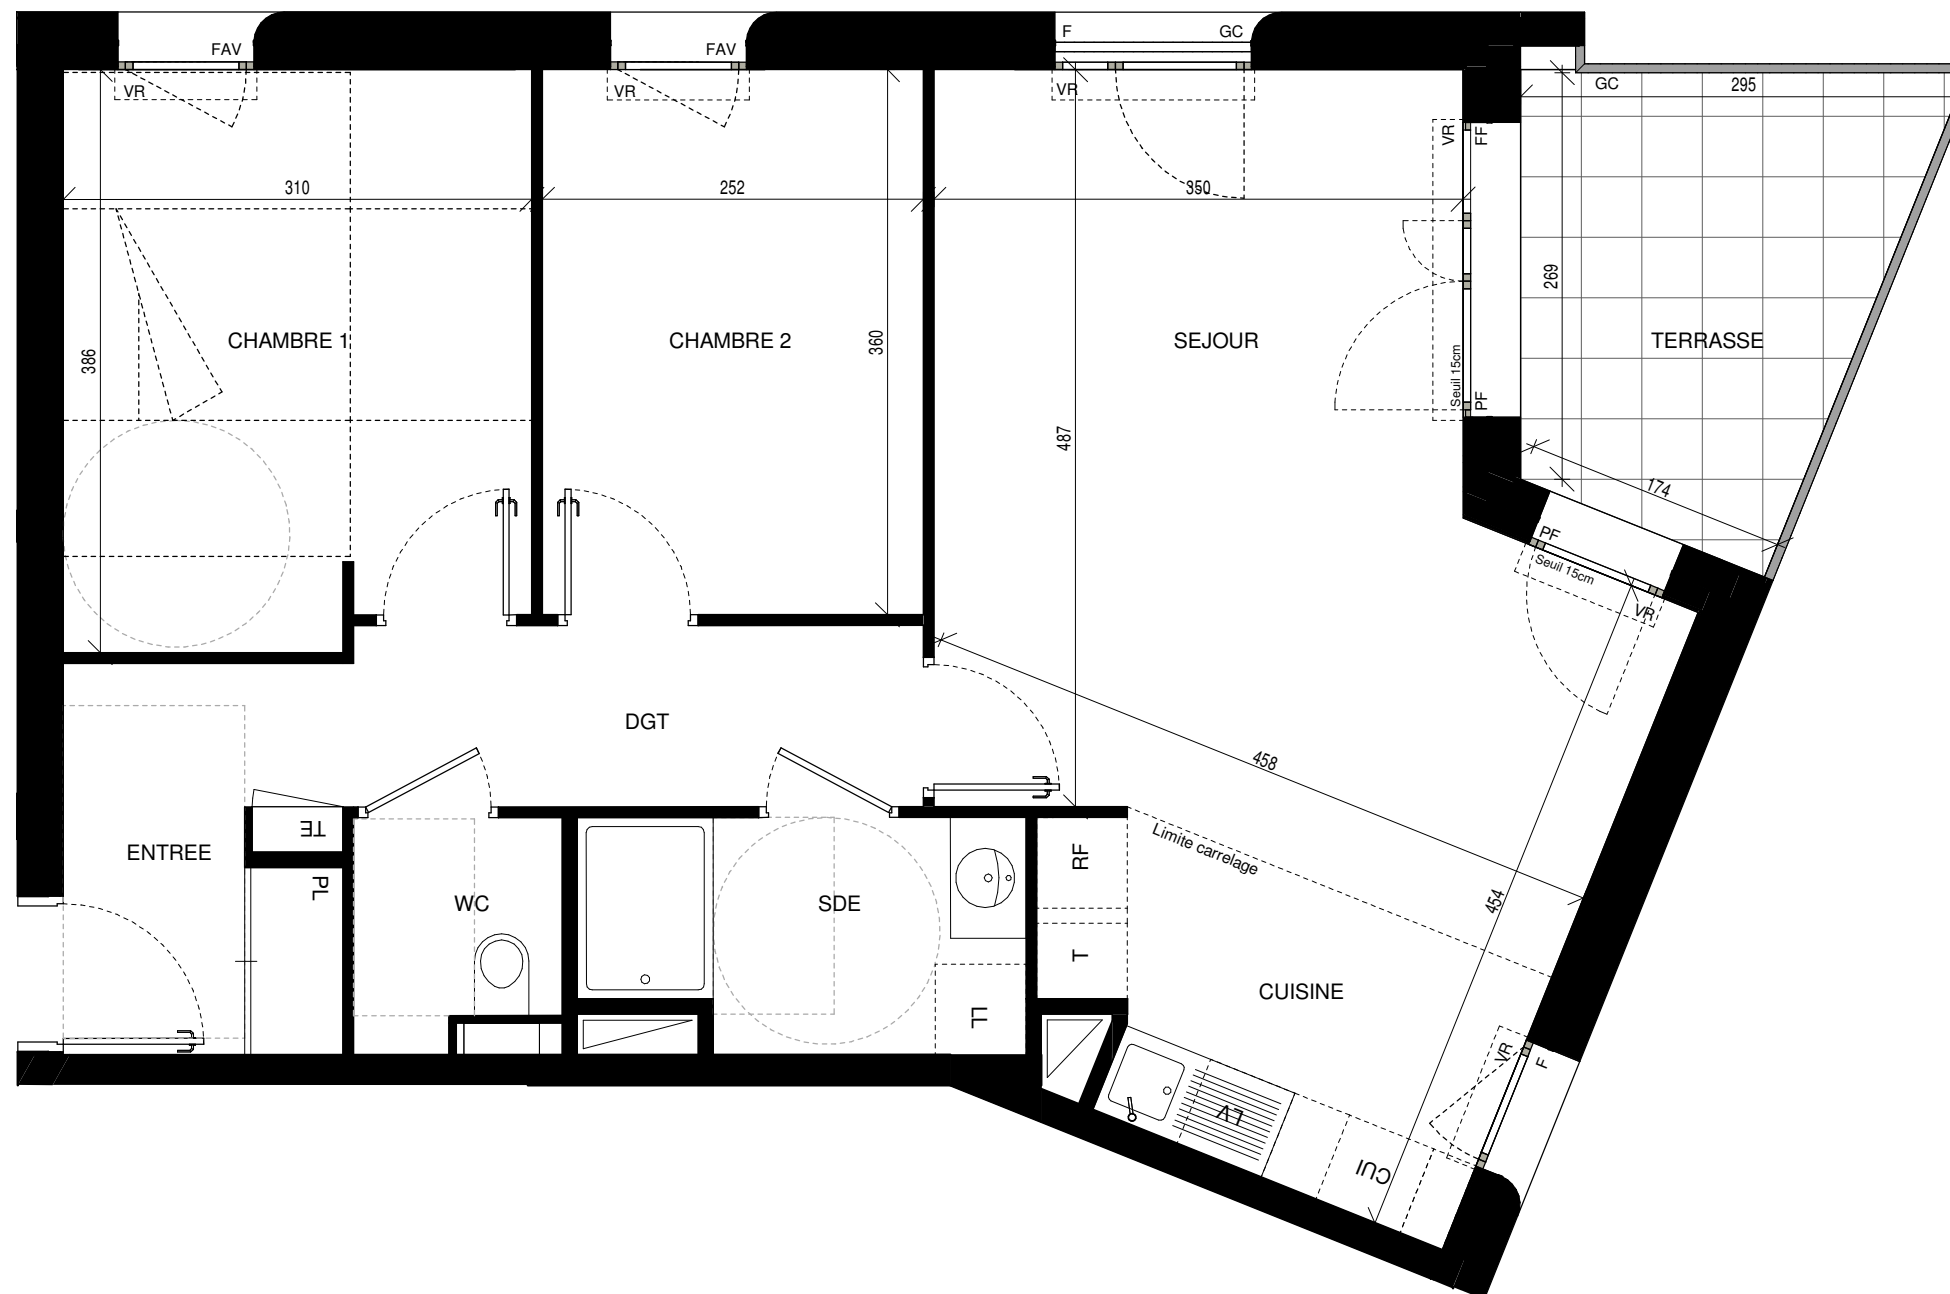 FAV
FAV
F
GC
VR
VR
VR
VR
FF
GC
295
310
252
350
269
CHAMBRE 1
CHAMBRE 2
SEJOUR
TERRASSE
386
360
487
Seuil 15cm
PF
174
PF
Seuil 15cm
VR
DGT
458
TE
ENTREE
PL
WC
SDE
RF
Limite carrelage
454
T
CUISINE
LL
VR
F
LV
CUI